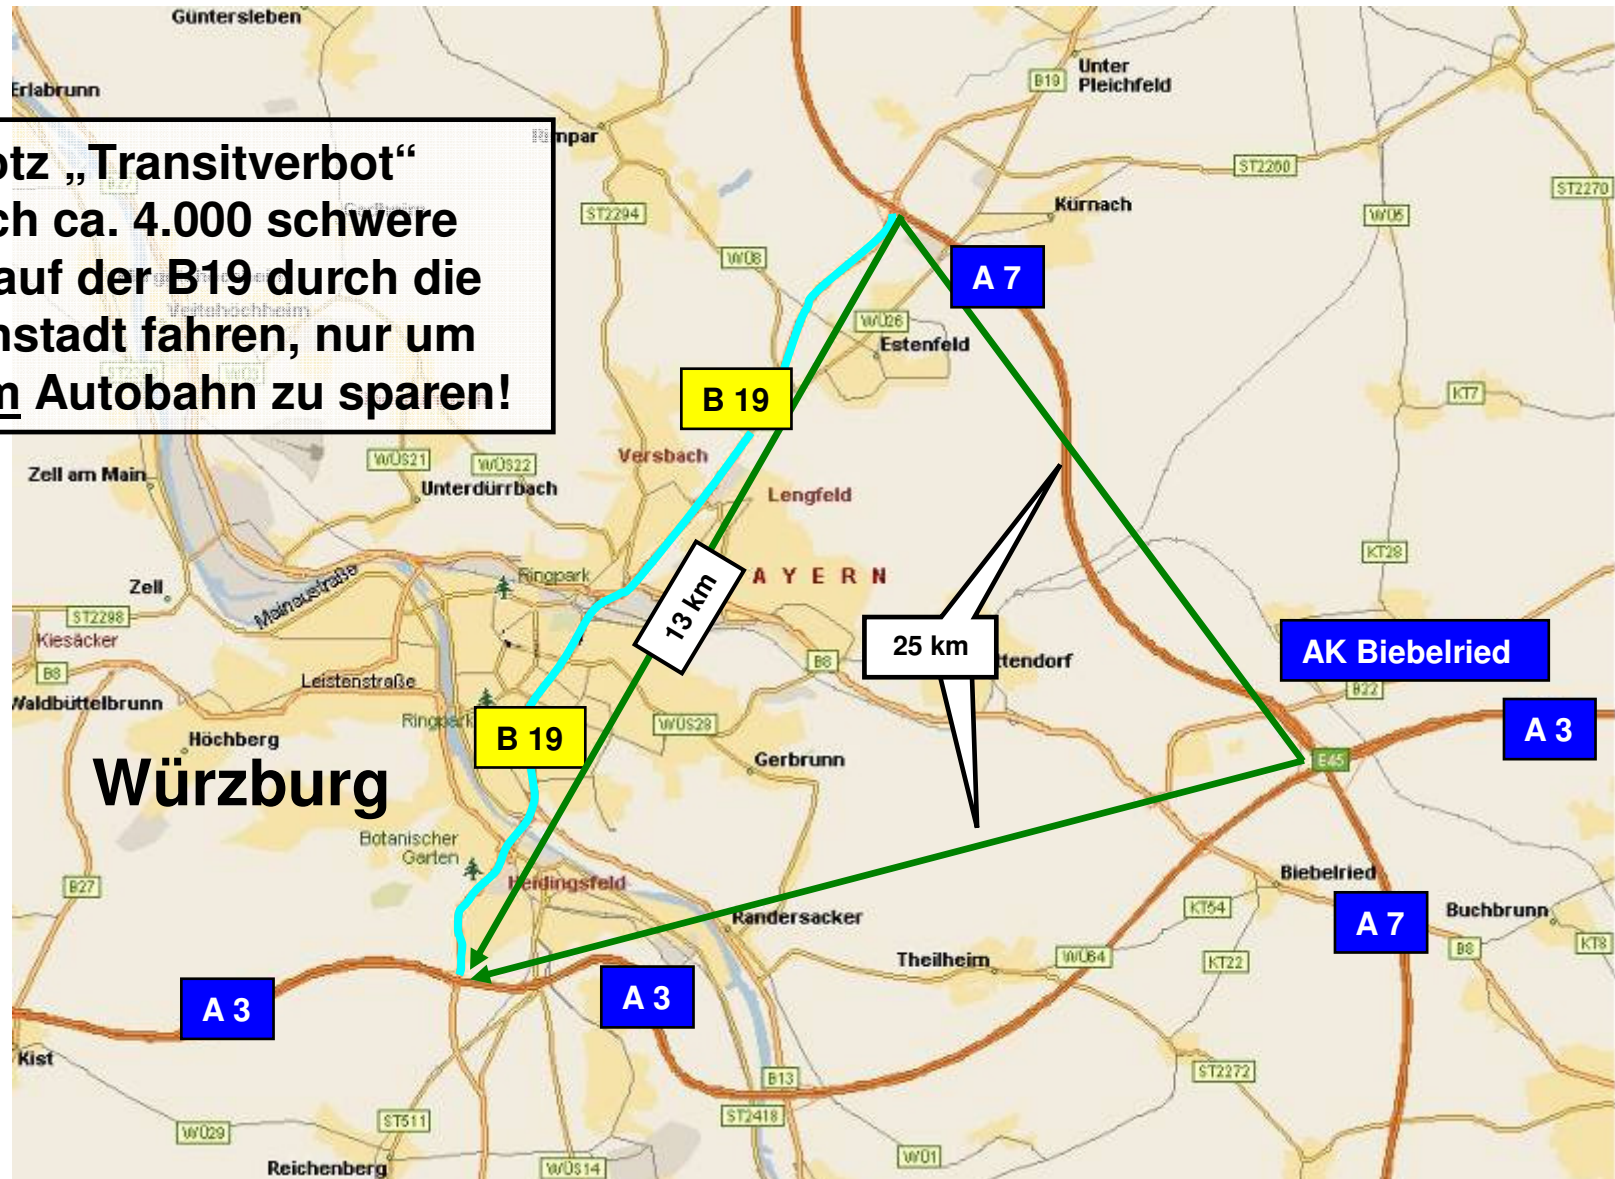 Güntersleben
Unter
Pleichfeld
B19
Erlabrunn
mpar
otz „Transitverbot“
ch ca. 4.000 schwere
auf der B19 durch die
nstadt fahren, nur um
m Autobahn zu sparen!
ST2260
ST2270
ST2294
Kürnach
WÜ6
WÜ8
A 7
WÜ26
Estenfeld
B 19
KT7
Versbach
WÜS21
WÜS22
Zell am Main
Unterdürrbach
Lengfeld
KT28
AYERN
Ringpark
Zell
Mainaustraße
13 km
ST2298
Kiesäcker
25 km
AK Biebelried
B8
ttendorf
B8
Leistenstraße
B22
Waldbüttelbrunn
Ringpark
WÜS28
A 3
B 19
Höchberg
Gerbrunn
E45
Würzburg
Botanischer
Garten
Heidingsfeld
Biebelried
B27
KT54
Randersacker
A 7
Buchbrunn
B8
KT8
Theilheim
WÜ64
KT22
A 3
A 3
Kist
B13
ST2272
ST2418
ST511
WÜ29
WÜ1
Reichenberg
WÜS14